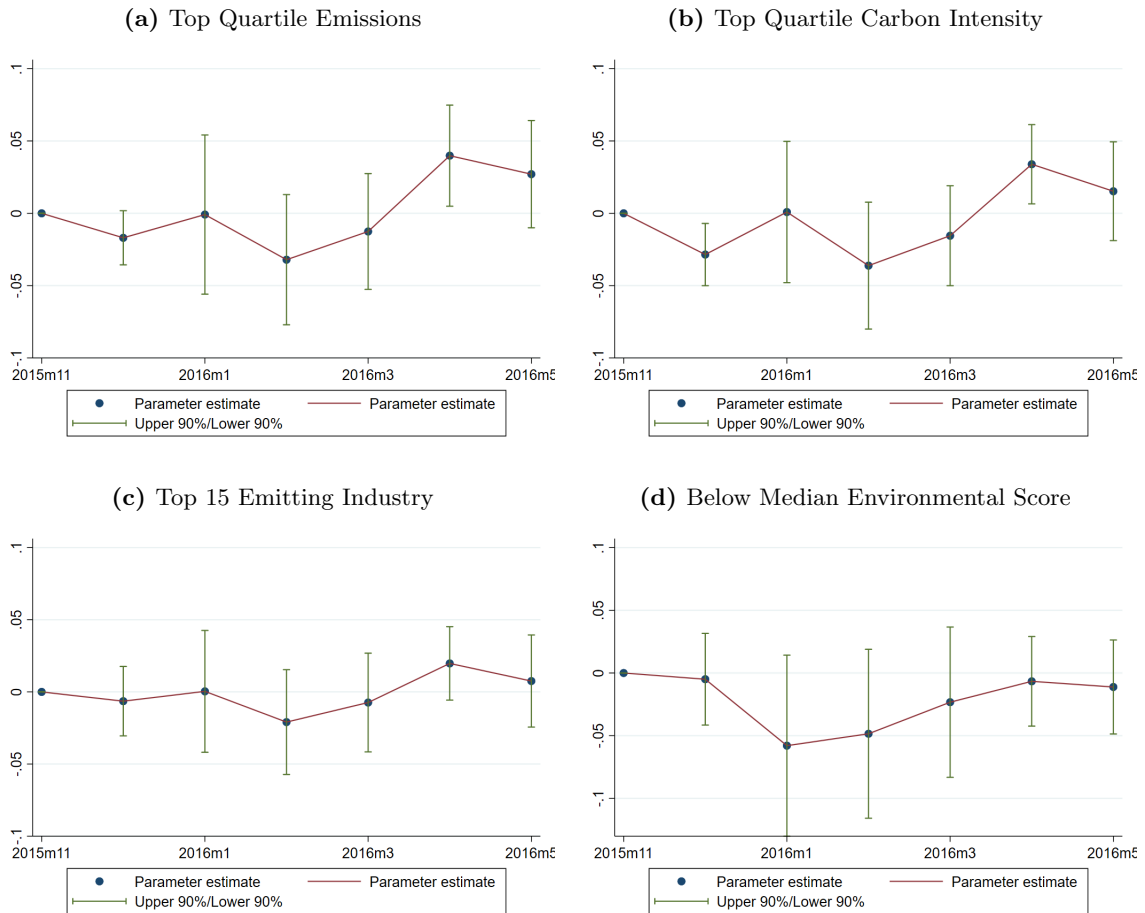 (a) Top Quartile Emissions
.1
.05
0
-.05
-.1
2015m11 2016m1 2016m3 2016m5
Parameter estimate Parameter estimate
Upper 90%/Lower 90%
(b) Top Quartile Carbon Intensity
.1
.05
0
-.05
-.1
2015m11 2016m1 2016m3 2016m5
Parameter estimate Parameter estimate
Upper 90%/Lower 90%
(c) Top 15 Emitting Industry
.1
.05
0
-.05
-.1
2015m11 2016m1 2016m3 2016m5
Parameter estimate Parameter estimate
Upper 90%/Lower 90%
(d) Below Median Environmental Score
.1
.05
0
-.05
-.1
2015m11 2016m1 2016m3 2016m5
Parameter estimate Parameter estimate
Upper 90%/Lower 90%